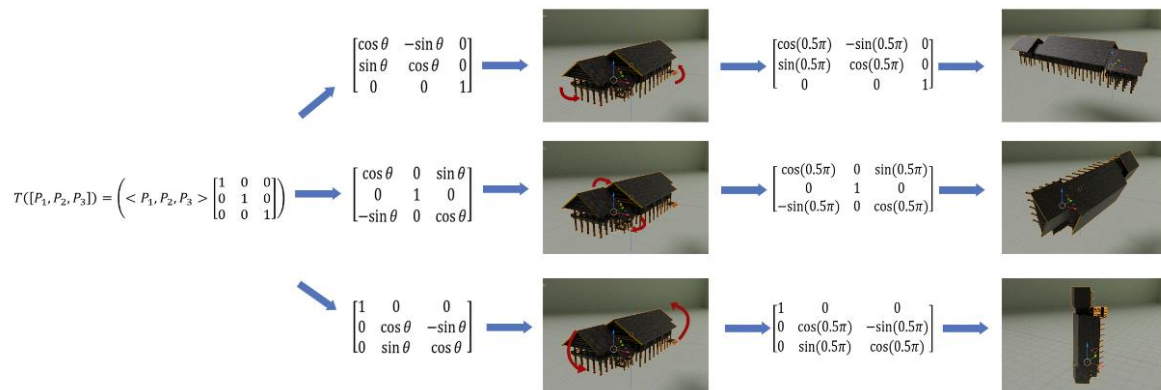 cos θ −sin θ 0
sin θ cos θ 0
0 0 1
cos(0.5π) −sin(0.5π) 0
sin(0.5π) cos(0.5π) 0
0 0 1
T([P₁, P₂, P₃]) = (< P₁, P₂, P₃ > [1 0 0
0 1 0
0 0 1])
cos θ 0 sin θ
0 1 0
−sin θ 0 cos θ
cos(0.5π) 0 sin(0.5π)
0 1 0
−sin(0.5π) 0 cos(0.5π)
1 0 0
0 cos θ −sin θ
0 sin θ cos θ
1 0 0
0 cos(0.5π) −sin(0.5π)
0 sin(0.5π) cos(0.5π)